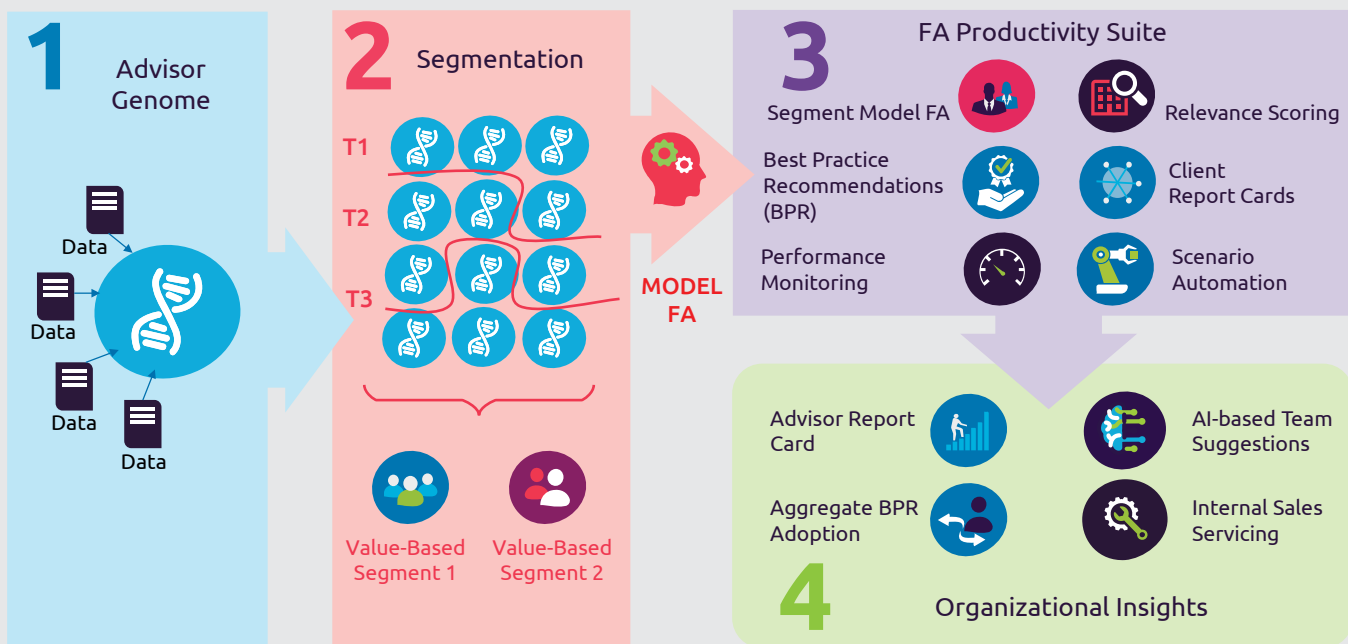 1
Advisor
Genome
Data
Data
Data
Data
2
Segmentation
T1
T2
T3
Value-Based
Segment 1
Value-Based
Segment 2
MODEL
FA
3
FA Productivity Suite
Segment Model FA
Relevance Scoring
Best Practice
Recommendations
(BPR)
Client
Report Cards
Performance
Monitoring
Scenario
Automation
Advisor Report
Card
AI-based Team
Suggestions
Aggregate BPR
Adoption
Internal Sales
Servicing
4
Organizational Insights